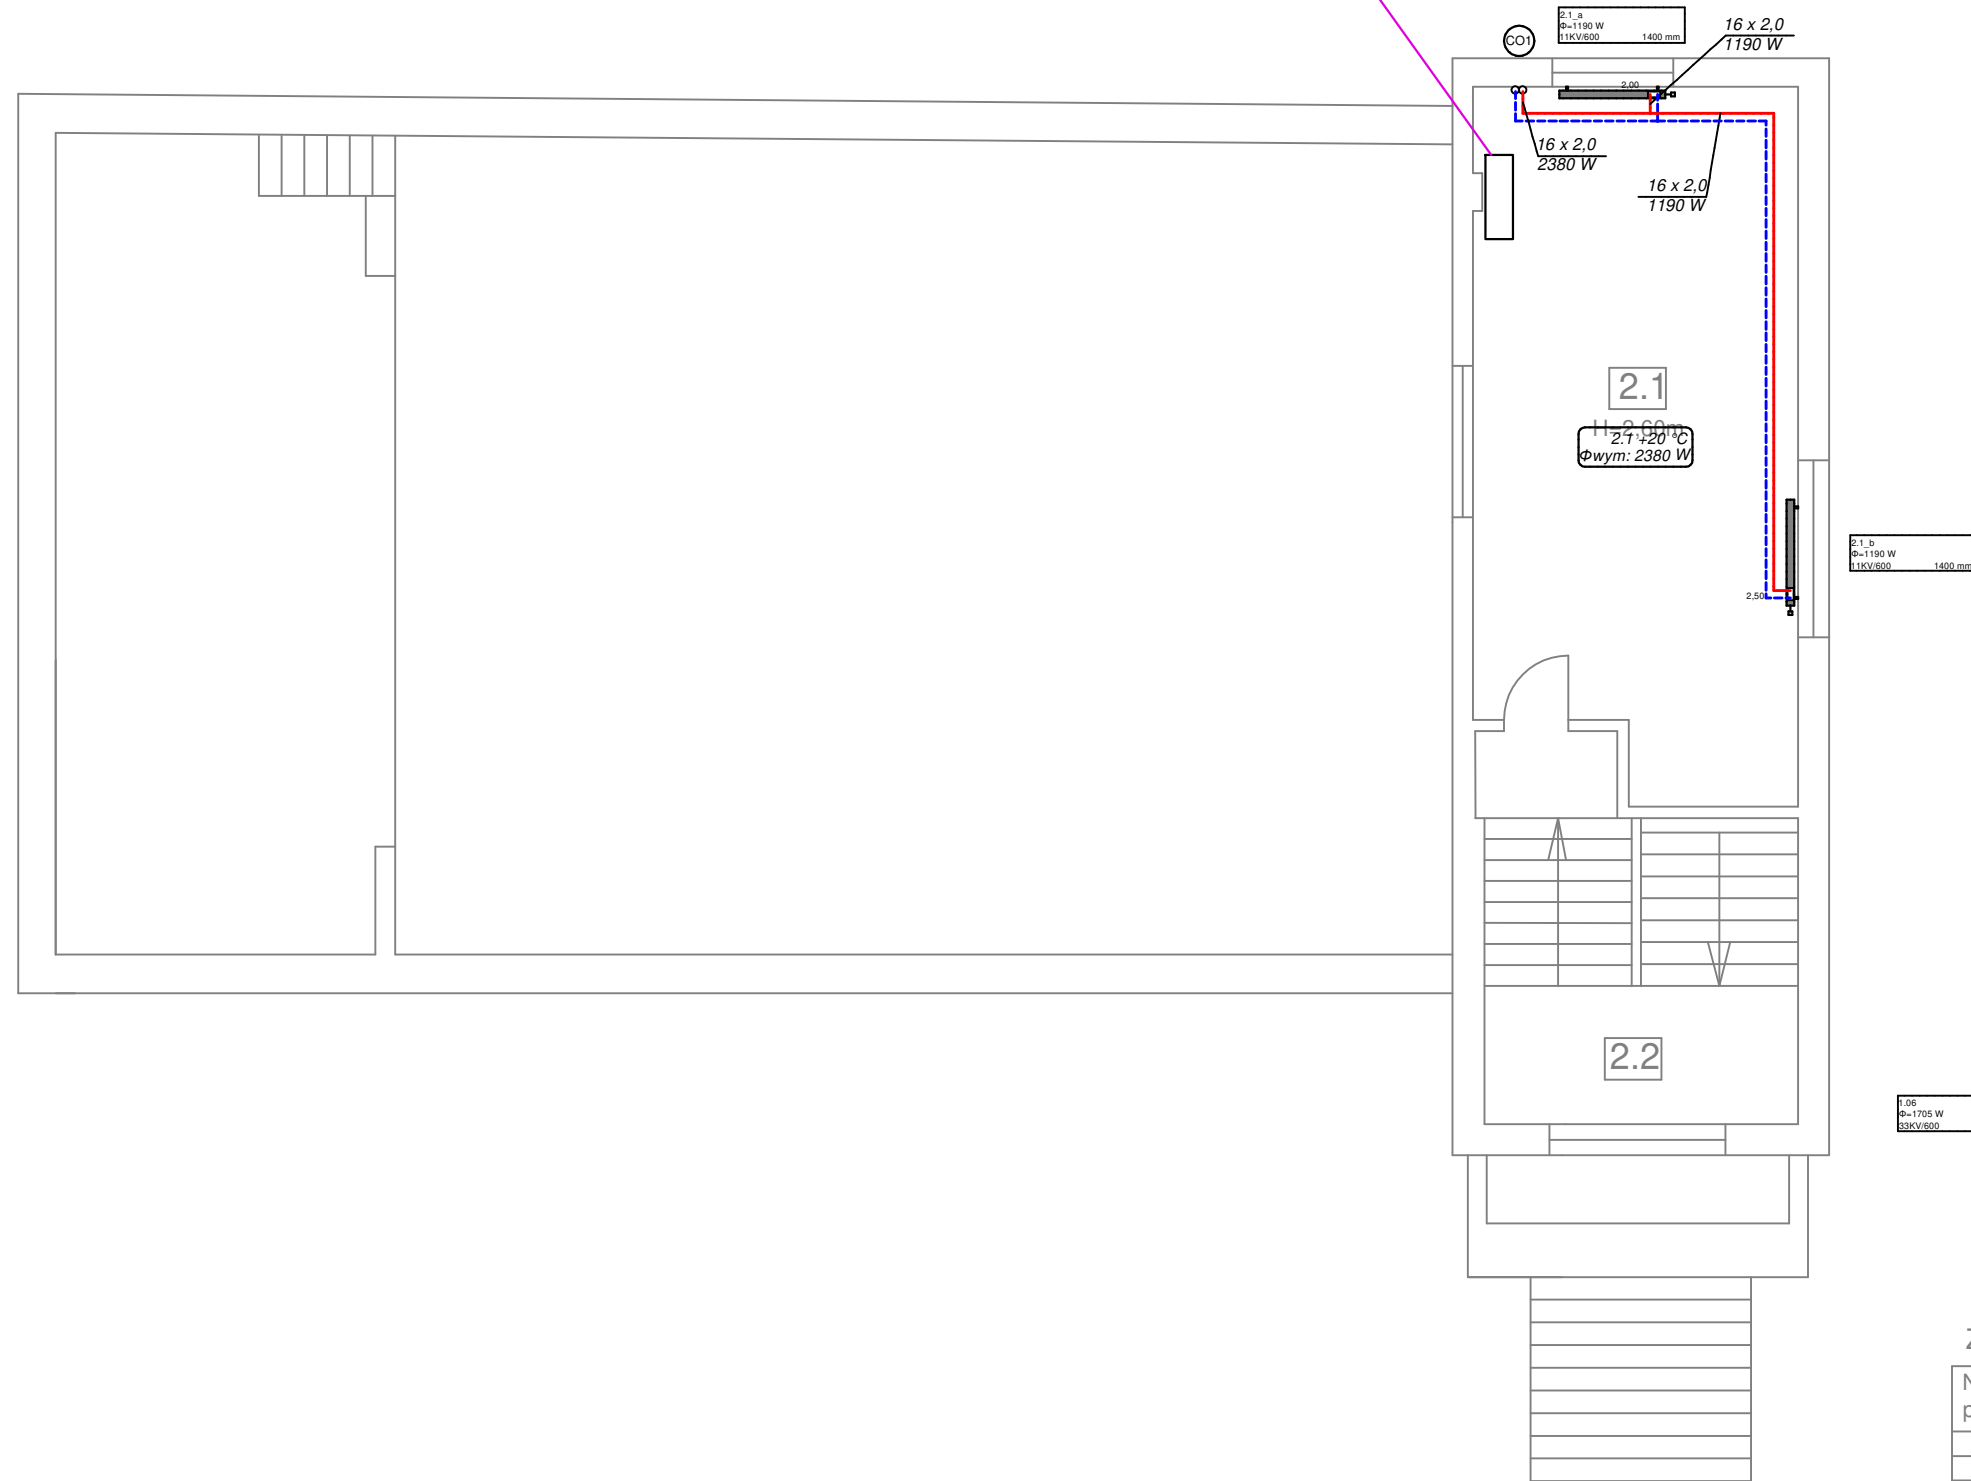 2.1_a
Φ=1190 W
11KV/600 1400 mm
16 x 2,0
1190 W
CO1
2,00
16 x 2,0
2380 W
16 x 2,0
1190 W
2.1
H=2,60m
2.1 +20 °C
Φwym: 2380 W
2.1_b
Φ=1190 W
11KV/600 1400 mm
2,50
2.2
1.06
Φ=1705 W
33KV/600